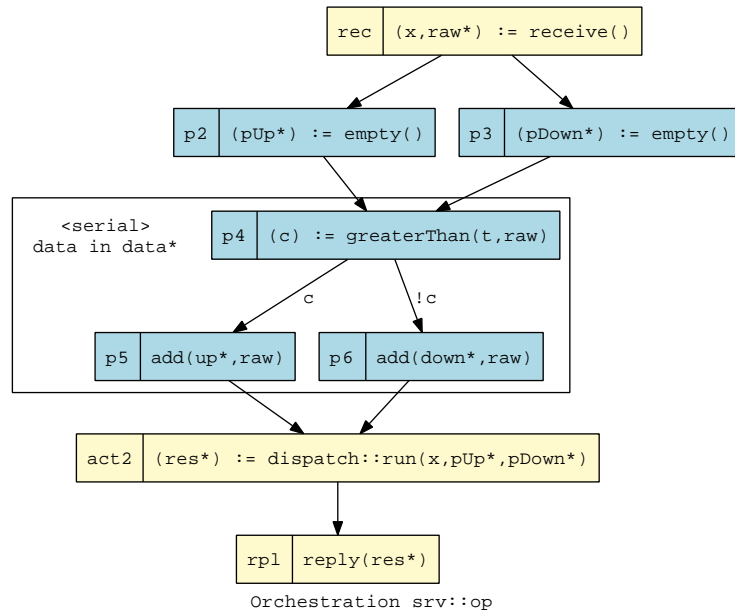 rec (x,raw*) := receive()
p2 (pUp*) := empty()
p3 (pDown*) := empty()
<serial>
data in data*
p4 (c) := greaterThan(t,raw)
c
!c
p5 add(up*,raw)
p6 add(down*,raw)
act2 (res*) := dispatch::run(x,pUp*,pDown*)
rpl reply(res*)
Orchestration srv::op